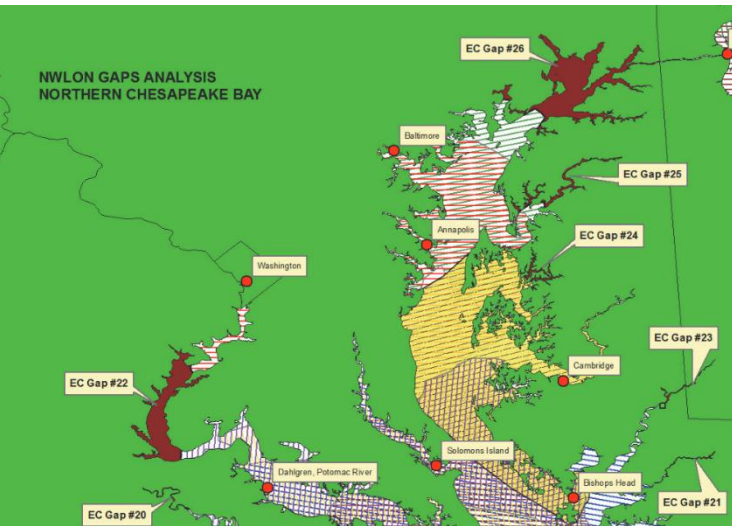 NWLON GAPS ANALYSIS
NORTHERN CHESAPEAKE BAY
EC Gap #26
Baltimore
EC Gap #25
Annapolis
EC Gap #24
Washington
EC Gap #23
Cambridge
EC Gap #22
Solomons Island
Dahlgren, Potomac River
Bishops Head
EC Gap #20
EC Gap #21